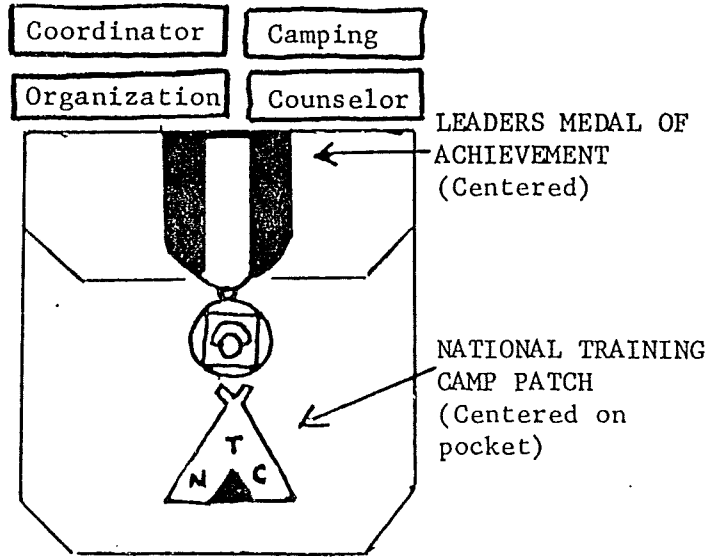 Coordinator
Camping
Organization
Counselor
LEADERS MEDAL OF
ACHIEVEMENT
(Centered)
NATIONAL TRAINING
CAMP PATCH
(Centered on
pocket)
T
N C